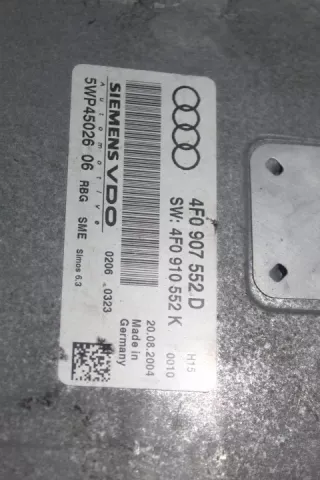 4F0 907 552 D
SW: 4F0 910 552 K
H15
0010
Automotive
SIEMENS VDO
5WP45026 06
RBG SME
Simos 6.3
0206 0323
20.08.2004
Made in
Germany